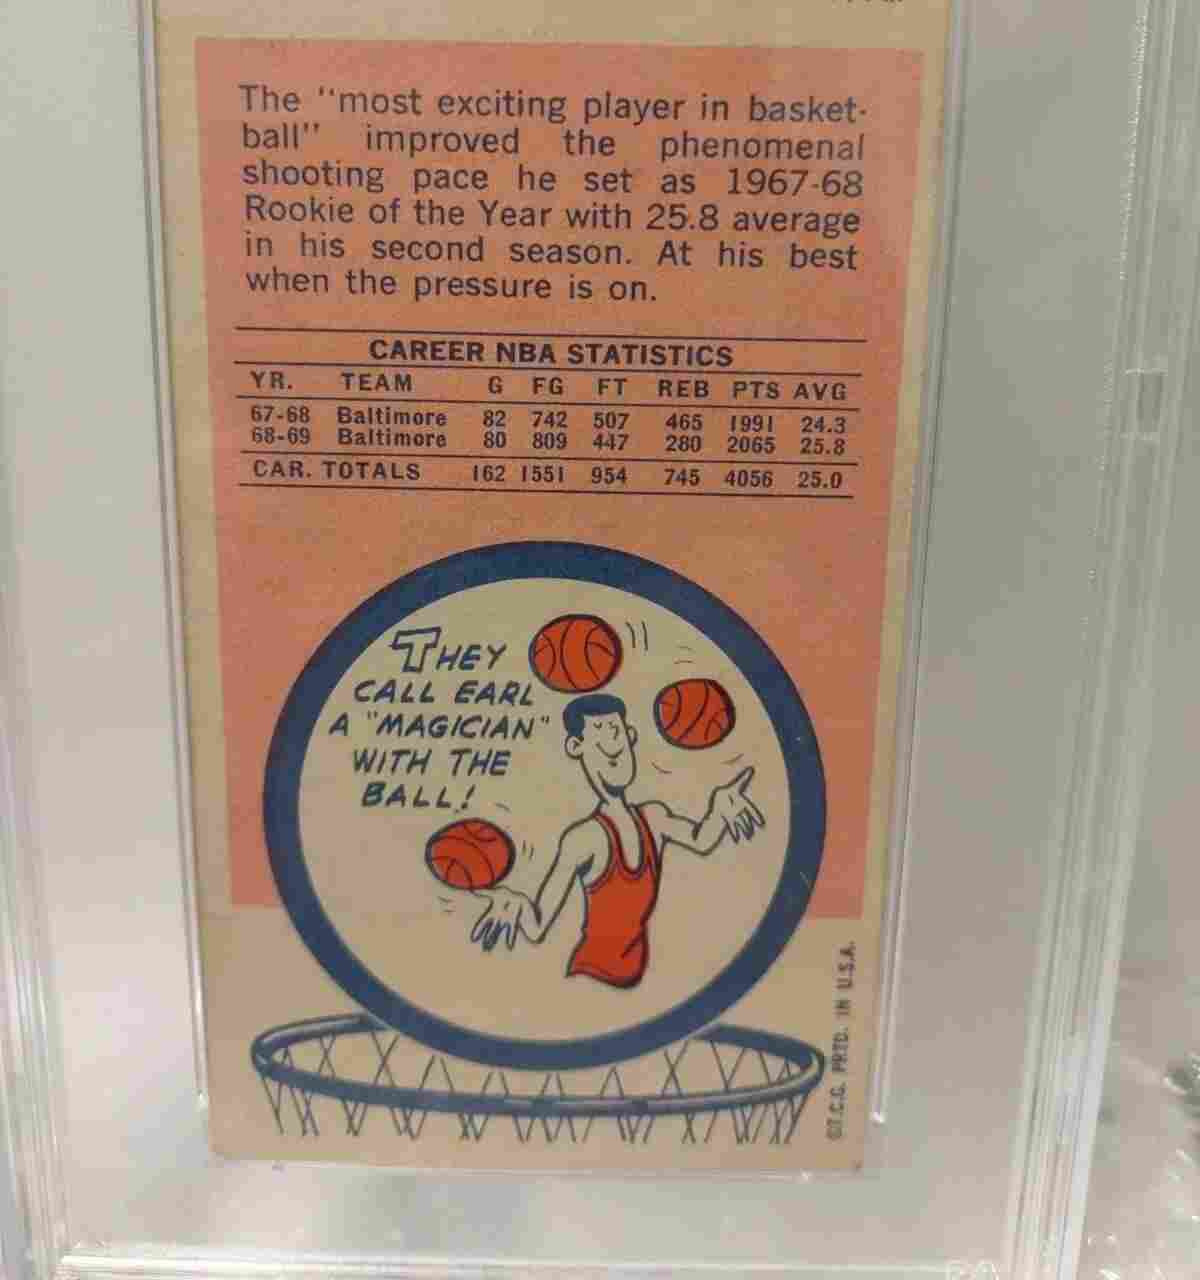 The "most exciting player in basket-
ball" improved the phenomenal
shooting pace he set as 1967-68
Rookie of the Year with 25.8 average
in his second season. At his best
when the pressure is on.
CAREER NBA STATISTICS
YR. TEAM G FG FT REB PTS AVG
67-68 Baltimore 82 742 507 465 1991 24.3
68-69 Baltimore 80 809 447 280 2065 25.8
CAR. TOTALS 162 1551 954 745 4056 25.0
THEY
CALL EARL
A "MAGICIAN"
WITH THE
BALL!
©T.C.G. PRTD. IN U.S.A.